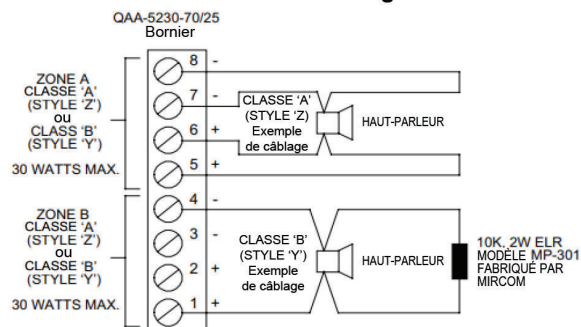 QAA-5230-70/25
Bornier
ZONE A
CLASSE 'A'
(STYLE 'Z')
ou
CLASS 'B'
(STYLE 'Y')
30 WATTS MAX.
8 -
7 -
6 +
5 +
CLASSE 'A'
(STYLE 'Z)
Exemple
de câblage
HAUT-PARLEUR
ZONE B
CLASSE 'A'
(STYLE 'Z')
ou
CLASSE 'B'
(STYLE 'Y')
30 WATTS MAX.
4 -
3 -
2 +
1 +
CLASSE 'B'
(STYLE 'Y')
Exemple
de câblage
HAUT-PARLEUR
10K, 2W ELR
MODÈLE MP-301
FABRIQUÉ PAR
MIRCOM